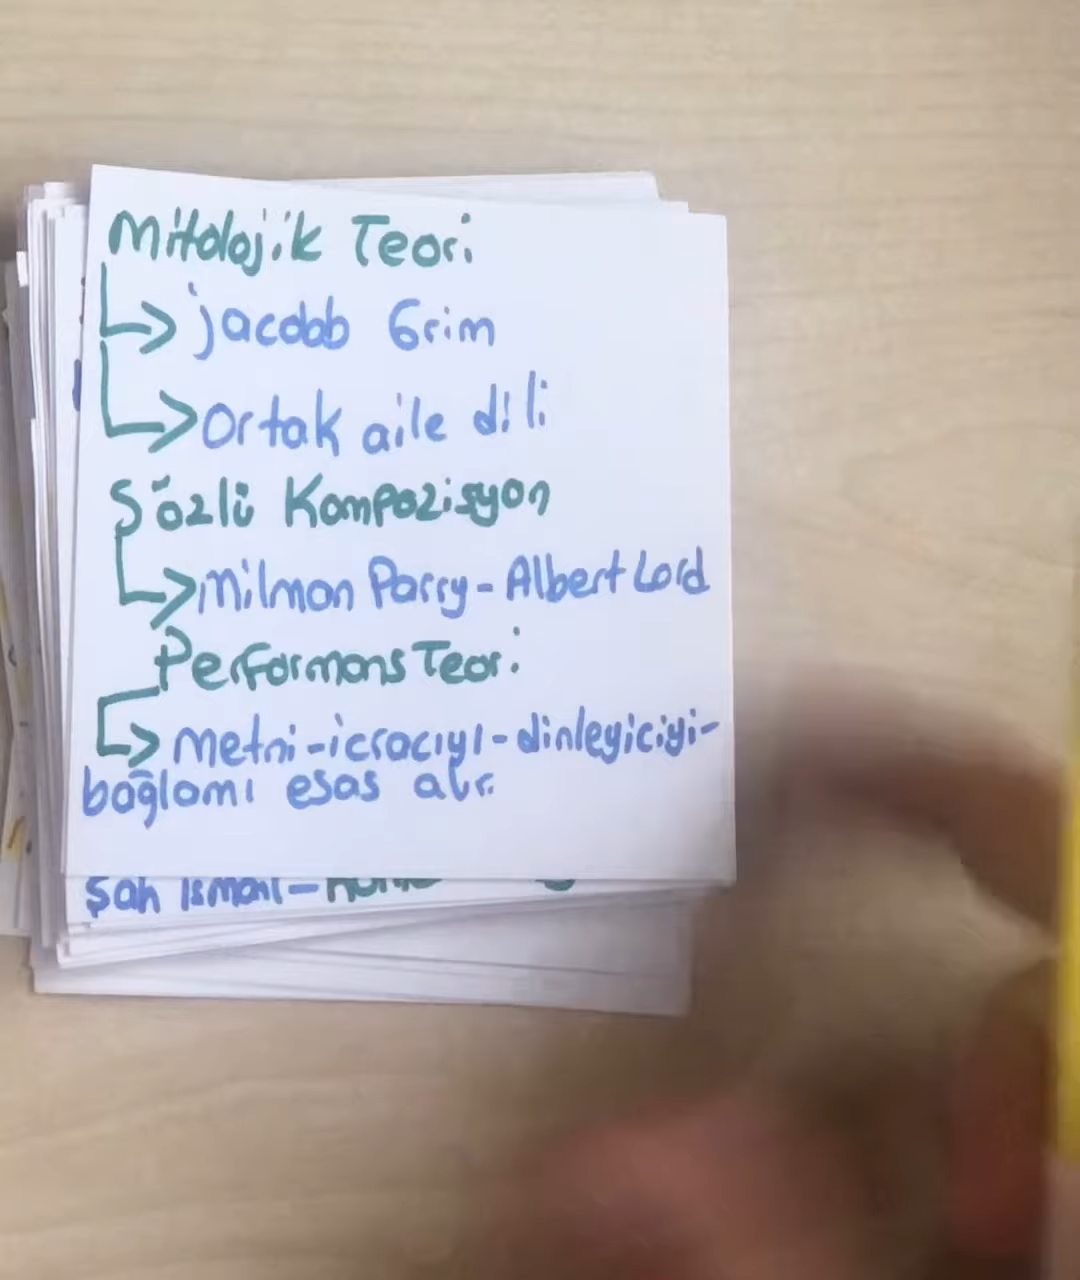 Mitolojik Teori
jacobb Grim
Ortak aile dili
Sözlü Kompozisyon
Milman Parry - Albert Lord
Performans Teori
Metni - icracıyı - dinleyiciyi -
bağlamı esas alır.
Şah İsmail -